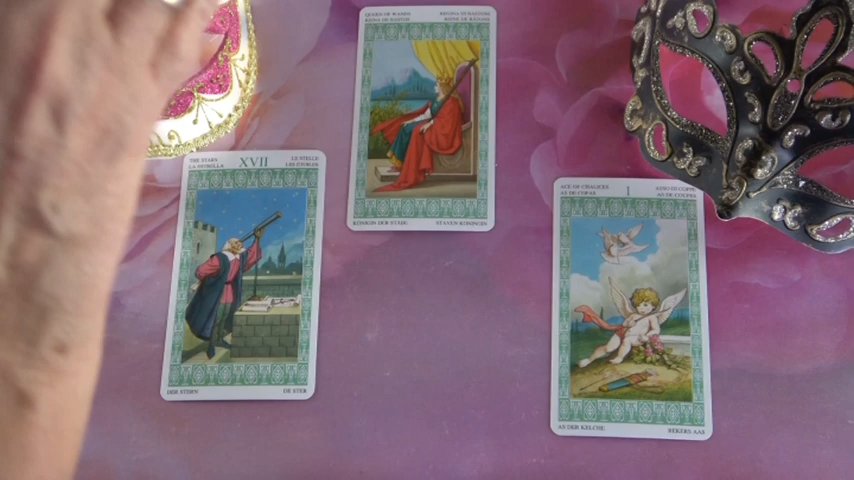 QUEEN OF WANDS
REINA DE BASTOS
REGINA DI BASTONI
REINE DE BATONS
KÖNIGIN DER STÄBE
STAVEN KONINGIN
THE STARS
LA ESTRELLA
XVII
LE STELLE
LES ÉTOILES
DER STERN
DE STER
ACE OF CHALICES
AS DE COPAS
1
ASSO DI COPPE
AS DE COUPES
AS DER KELCHE
BEKERS AAS